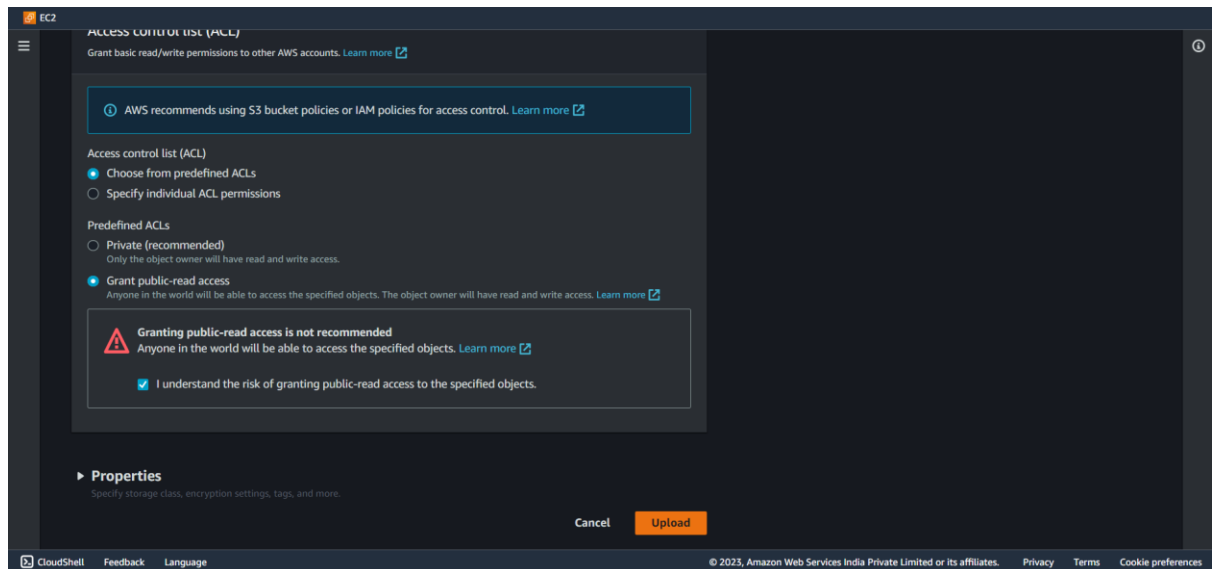 EC2
Access control list (ACL)
Grant basic read/write permissions to other AWS accounts. Learn more
AWS recommends using S3 bucket policies or IAM policies for access control. Learn more
Access control list (ACL)
Choose from predefined ACLs
Specify individual ACL permissions
Predefined ACLs
Private (recommended)
Only the object owner will have read and write access.
Grant public-read access
Anyone in the world will be able to access the specified objects. The object owner will have read and write access. Learn more
Granting public-read access is not recommended
Anyone in the world will be able to access the specified objects. Learn more
I understand the risk of granting public-read access to the specified objects.
Properties
Specify storage class, encryption settings, tags, and more.
Cancel Upload
CloudShell Feedback Language © 2023, Amazon Web Services India Private Limited or its affiliates. Privacy Terms Cookie preferences